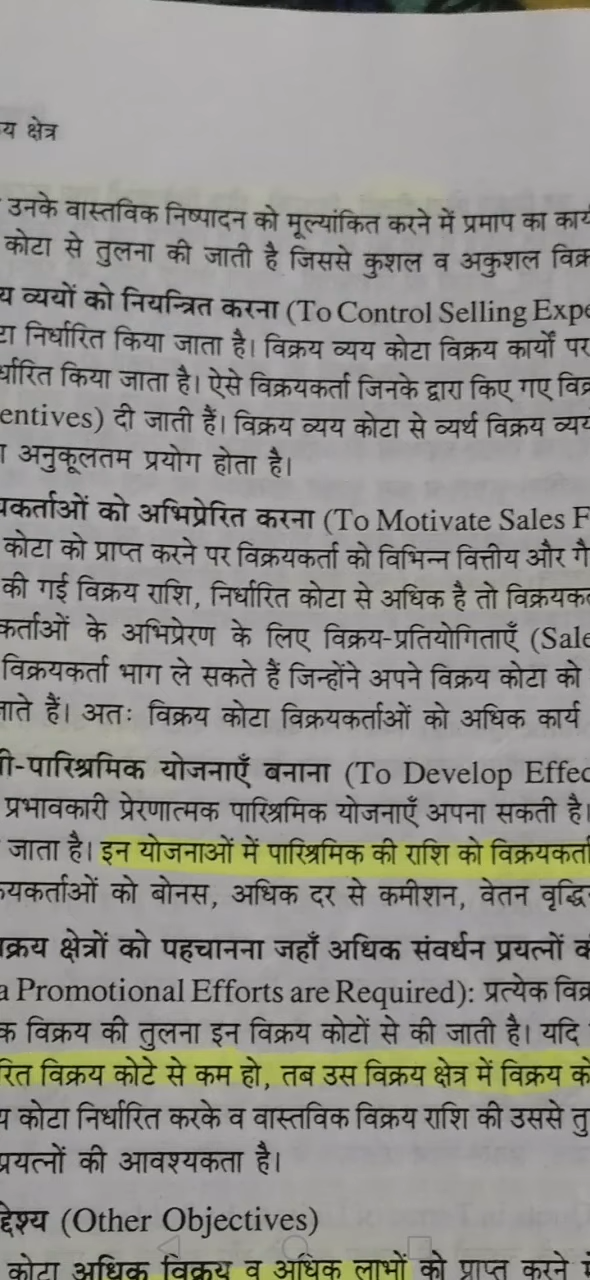 य क्षेत्र
उनके वास्तविक निष्पादन को मूल्यांकित करने में प्रमाप का कार्य
कोटा से तुलना की जाती है जिससे कुशल व अकुशल विक्र
य व्ययों को नियन्त्रित करना (To Control Selling Expe
टा निर्धारित किया जाता है। विक्रय व्यय कोटा विक्रय कार्यों पर
र्धारित किया जाता है। ऐसे विक्रयकर्ता जिनके द्वारा किए गए विक्र
entives) दी जाती हैं। विक्रय व्यय कोटा से व्यर्थ विक्रय व्यय
ा अनुकूलतम प्रयोग होता है।
यकर्ताओं को अभिप्रेरित करना (To Motivate Sales F
कोटा को प्राप्त करने पर विक्रयकर्ता को विभिन्न वित्तीय और गै
की गई विक्रय राशि, निर्धारित कोटा से अधिक है तो विक्रयक
कर्ताओं के अभिप्रेरण के लिए विक्रय-प्रतियोगिताएँ (Sale
विक्रयकर्ता भाग ले सकते हैं जिन्होंने अपने विक्रय कोटा को
जाते हैं। अतः विक्रय कोटा विक्रयकर्ताओं को अधिक कार्य
ी-पारिश्रमिक योजनाएँ बनाना (To Develop Effec
प्रभावकारी प्रेरणात्मक पारिश्रमिक योजनाएँ अपना सकती है।
जाता है। इन योजनाओं में पारिश्रमिक की राशि को विक्रयकर्ता
क्रयकर्ताओं को बोनस, अधिक दर से कमीशन, वेतन वृद्धि
क्रय क्षेत्रों को पहचानना जहाँ अधिक संवर्धन प्रयत्नों क
a Promotional Efforts are Required): प्रत्येक विक्र
क विक्रय की तुलना इन विक्रय कोटों से की जाती है। यदि
रित विक्रय कोटे से कम हो, तब उस विक्रय क्षेत्र में विक्रय को
य कोटा निर्धारित करके व वास्तविक विक्रय राशि की उससे तु
प्रयत्नों की आवश्यकता है।
द्देश्य (Other Objectives)
कोटा अधिक विक्रय व अधिक लाभों को प्राप्त करने में